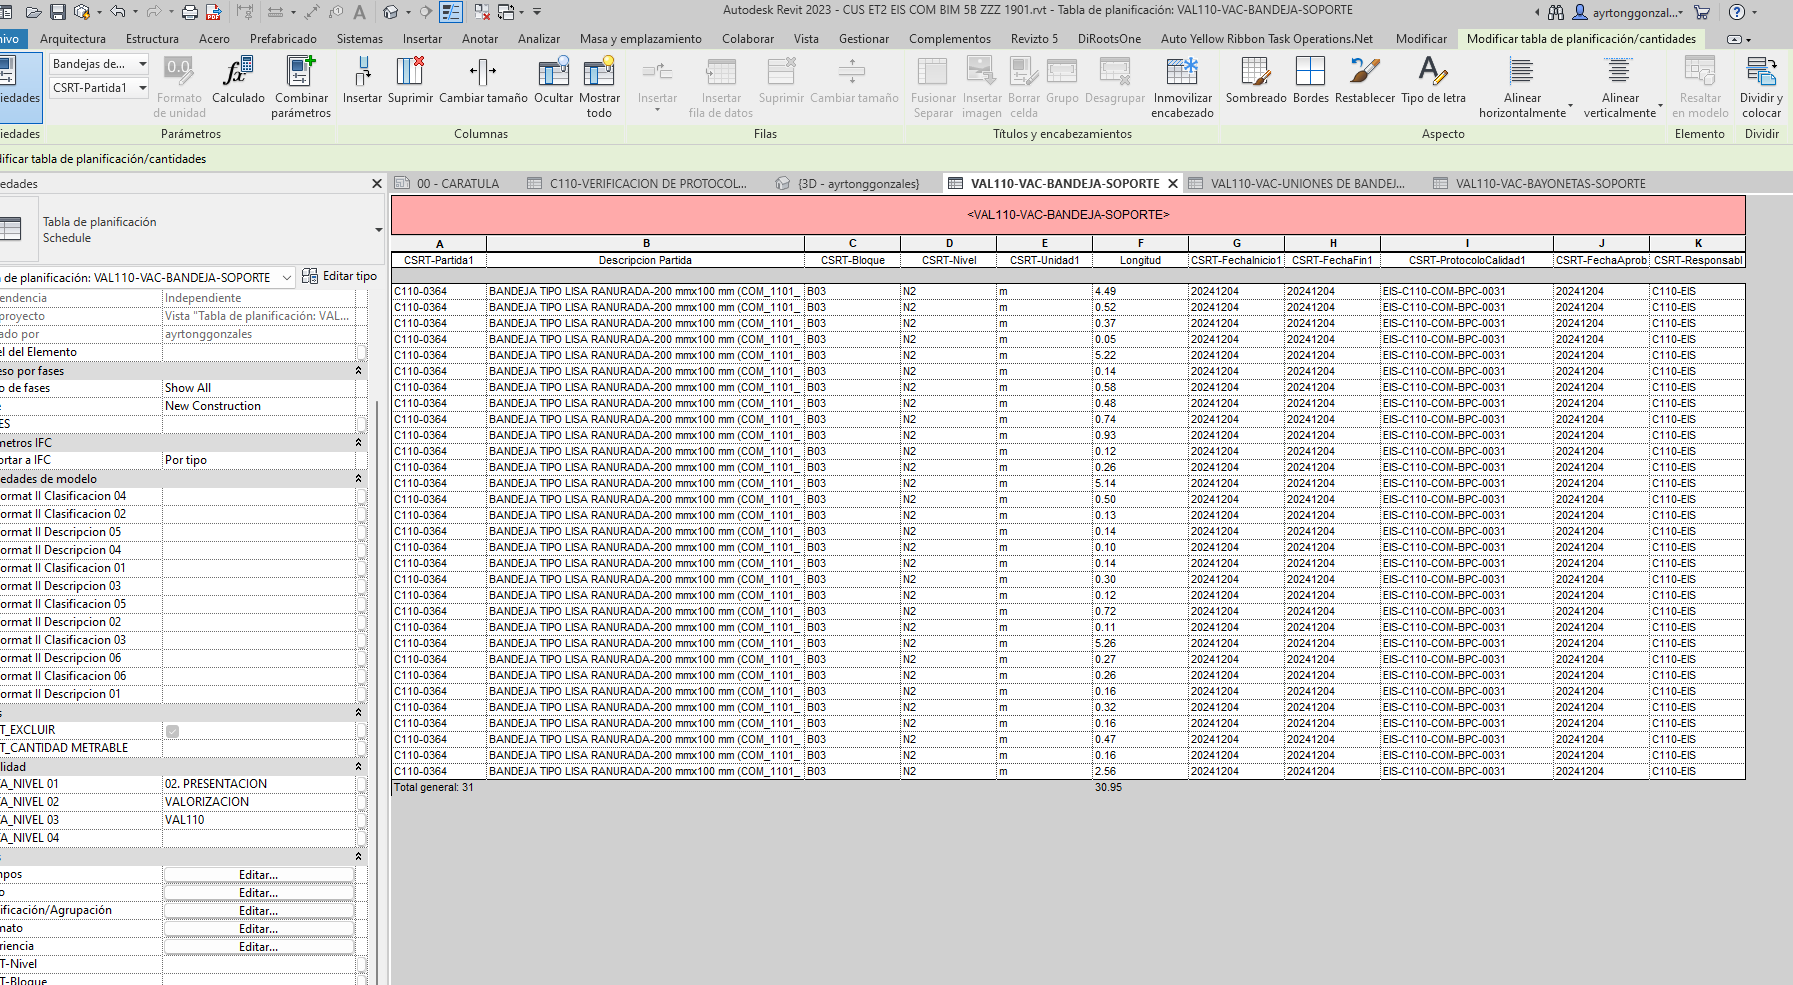 Autodesk Revit 2023 - CUS ET2 EIS COM BIM 5B ZZZ 1901.rvt - Tabla de planificación: VAL110-VAC-BANDEJA-SOPORTE
ayrtonggonzal...
Arquitectura Estructura Acero Prefabricado Sistemas Insertar Anotar Analizar Masa y emplazamiento Colaborar Vista Gestionar Complementos Revizto 5 DiRootsOne Auto Yellow Ribbon Task Operations.Net Modificar Modificar tabla de planificación/cantidades
Bandejas de...
CSRT-Partida1
Formato de unidad
Calculado
Combinar parámetros
Insertar
Suprimir
Cambiar tamaño
Ocultar
Mostrar todo
Insertar
Insertar fila de datos
Suprimir
Cambiar tamaño
Fusionar Separar
Insertar imagen
Borrar celda
Grupo
Desagrupar
Inmovilizar encabezado
Sombreado
Bordes
Restablecer
Tipo de letra
Alinear horizontalmente
Alinear verticalmente
Resaltar en modelo
Dividir y colocar
iedades
Parámetros
Columnas
Filas
Títulos y encabezamientos
Aspecto
Elemento
Dividir
ificar tabla de planificación/cantidades
edades
00 - CARATULA
C110-VERIFICACION DE PROTOCOL...
{3D - ayrtonggonzales}
VAL110-VAC-BANDEJA-SOPORTE
VAL110-VAC-UNIONES DE BANDEJ...
VAL110-VAC-BAYONETAS-SOPORTE
Tabla de planificación
Schedule
de planificación: VAL110-VAC-BANDEJA-SOPORTE
Editar tipo
endencia Independiente
proyecto Vista "Tabla de planificación: VAL...
ado por ayrtonggonzales
el del Elemento
eso por fases
o de fases Show All
New Construction
ES
metros IFC
ortar a IFC Por tipo
edades de modelo
ormat II Clasificacion 04
ormat II Clasificacion 02
ormat II Descripcion 05
ormat II Descripcion 04
ormat II Clasificacion 01
ormat II Descripcion 03
ormat II Clasificacion 05
ormat II Descripcion 02
ormat II Clasificacion 03
ormat II Descripcion 06
ormat II Clasificacion 06
ormat II Descripcion 01
T_EXCLUIR
T_CANTIDAD METRABLE
lidad
A_NIVEL 01 02. PRESENTACION
A_NIVEL 02 VALORIZACION
A_NIVEL 03 VAL110
A_NIVEL 04
mpos Editar...
o Editar...
ificación/Agrupación Editar...
mato Editar...
riencia Editar...
T-Nivel
T-Bloque
<VAL110-VAC-BANDEJA-SOPORTE>
A B C D E F G H I J K
CSRT-Partida1 Descripcion Partida CSRT-Bloque CSRT-Nivel CSRT-Unidad1 Longitud CSRT-FechaInicio1 CSRT-FechaFin1 CSRT-ProtocoloCalidad1 CSRT-FechaAprob CSRT-Responsabl
C110-0364 BANDEJA TIPO LISA RANURADA-200 mmx100 mm (COM_1101_ B03 N2 m 4.49 20241204 20241204 EIS-C110-COM-BPC-0031 20241204 C110-EIS
C110-0364 BANDEJA TIPO LISA RANURADA-200 mmx100 mm (COM_1101_ B03 N2 m 0.52 20241204 20241204 EIS-C110-COM-BPC-0031 20241204 C110-EIS
C110-0364 BANDEJA TIPO LISA RANURADA-200 mmx100 mm (COM_1101_ B03 N2 m 0.37 20241204 20241204 EIS-C110-COM-BPC-0031 20241204 C110-EIS
C110-0364 BANDEJA TIPO LISA RANURADA-200 mmx100 mm (COM_1101_ B03 N2 m 0.05 20241204 20241204 EIS-C110-COM-BPC-0031 20241204 C110-EIS
C110-0364 BANDEJA TIPO LISA RANURADA-200 mmx100 mm (COM_1101_ B03 N2 m 5.22 20241204 20241204 EIS-C110-COM-BPC-0031 20241204 C110-EIS
C110-0364 BANDEJA TIPO LISA RANURADA-200 mmx100 mm (COM_1101_ B03 N2 m 0.14 20241204 20241204 EIS-C110-COM-BPC-0031 20241204 C110-EIS
C110-0364 BANDEJA TIPO LISA RANURADA-200 mmx100 mm (COM_1101_ B03 N2 m 0.58 20241204 20241204 EIS-C110-COM-BPC-0031 20241204 C110-EIS
C110-0364 BANDEJA TIPO LISA RANURADA-200 mmx100 mm (COM_1101_ B03 N2 m 0.48 20241204 20241204 EIS-C110-COM-BPC-0031 20241204 C110-EIS
C110-0364 BANDEJA TIPO LISA RANURADA-200 mmx100 mm (COM_1101_ B03 N2 m 0.74 20241204 20241204 EIS-C110-COM-BPC-0031 20241204 C110-EIS
C110-0364 BANDEJA TIPO LISA RANURADA-200 mmx100 mm (COM_1101_ B03 N2 m 0.93 20241204 20241204 EIS-C110-COM-BPC-0031 20241204 C110-EIS
C110-0364 BANDEJA TIPO LISA RANURADA-200 mmx100 mm (COM_1101_ B03 N2 m 0.12 20241204 20241204 EIS-C110-COM-BPC-0031 20241204 C110-EIS
C110-0364 BANDEJA TIPO LISA RANURADA-200 mmx100 mm (COM_1101_ B03 N2 m 0.26 20241204 20241204 EIS-C110-COM-BPC-0031 20241204 C110-EIS
C110-0364 BANDEJA TIPO LISA RANURADA-200 mmx100 mm (COM_1101_ B03 N2 m 5.14 20241204 20241204 EIS-C110-COM-BPC-0031 20241204 C110-EIS
C110-0364 BANDEJA TIPO LISA RANURADA-200 mmx100 mm (COM_1101_ B03 N2 m 0.50 20241204 20241204 EIS-C110-COM-BPC-0031 20241204 C110-EIS
C110-0364 BANDEJA TIPO LISA RANURADA-200 mmx100 mm (COM_1101_ B03 N2 m 0.13 20241204 20241204 EIS-C110-COM-BPC-0031 20241204 C110-EIS
C110-0364 BANDEJA TIPO LISA RANURADA-200 mmx100 mm (COM_1101_ B03 N2 m 0.14 20241204 20241204 EIS-C110-COM-BPC-0031 20241204 C110-EIS
C110-0364 BANDEJA TIPO LISA RANURADA-200 mmx100 mm (COM_1101_ B03 N2 m 0.10 20241204 20241204 EIS-C110-COM-BPC-0031 20241204 C110-EIS
C110-0364 BANDEJA TIPO LISA RANURADA-200 mmx100 mm (COM_1101_ B03 N2 m 0.14 20241204 20241204 EIS-C110-COM-BPC-0031 20241204 C110-EIS
C110-0364 BANDEJA TIPO LISA RANURADA-200 mmx100 mm (COM_1101_ B03 N2 m 0.30 20241204 20241204 EIS-C110-COM-BPC-0031 20241204 C110-EIS
C110-0364 BANDEJA TIPO LISA RANURADA-200 mmx100 mm (COM_1101_ B03 N2 m 0.12 20241204 20241204 EIS-C110-COM-BPC-0031 20241204 C110-EIS
C110-0364 BANDEJA TIPO LISA RANURADA-200 mmx100 mm (COM_1101_ B03 N2 m 0.72 20241204 20241204 EIS-C110-COM-BPC-0031 20241204 C110-EIS
C110-0364 BANDEJA TIPO LISA RANURADA-200 mmx100 mm (COM_1101_ B03 N2 m 0.11 20241204 20241204 EIS-C110-COM-BPC-0031 20241204 C110-EIS
C110-0364 BANDEJA TIPO LISA RANURADA-200 mmx100 mm (COM_1101_ B03 N2 m 5.26 20241204 20241204 EIS-C110-COM-BPC-0031 20241204 C110-EIS
C110-0364 BANDEJA TIPO LISA RANURADA-200 mmx100 mm (COM_1101_ B03 N2 m 0.27 20241204 20241204 EIS-C110-COM-BPC-0031 20241204 C110-EIS
C110-0364 BANDEJA TIPO LISA RANURADA-200 mmx100 mm (COM_1101_ B03 N2 m 0.26 20241204 20241204 EIS-C110-COM-BPC-0031 20241204 C110-EIS
C110-0364 BANDEJA TIPO LISA RANURADA-200 mmx100 mm (COM_1101_ B03 N2 m 0.16 20241204 20241204 EIS-C110-COM-BPC-0031 20241204 C110-EIS
C110-0364 BANDEJA TIPO LISA RANURADA-200 mmx100 mm (COM_1101_ B03 N2 m 0.32 20241204 20241204 EIS-C110-COM-BPC-0031 20241204 C110-EIS
C110-0364 BANDEJA TIPO LISA RANURADA-200 mmx100 mm (COM_1101_ B03 N2 m 0.16 20241204 20241204 EIS-C110-COM-BPC-0031 20241204 C110-EIS
C110-0364 BANDEJA TIPO LISA RANURADA-200 mmx100 mm (COM_1101_ B03 N2 m 0.47 20241204 20241204 EIS-C110-COM-BPC-0031 20241204 C110-EIS
C110-0364 BANDEJA TIPO LISA RANURADA-200 mmx100 mm (COM_1101_ B03 N2 m 0.16 20241204 20241204 EIS-C110-COM-BPC-0031 20241204 C110-EIS
C110-0364 BANDEJA TIPO LISA RANURADA-200 mmx100 mm (COM_1101_ B03 N2 m 2.56 20241204 20241204 EIS-C110-COM-BPC-0031 20241204 C110-EIS
Total general: 31 30.95